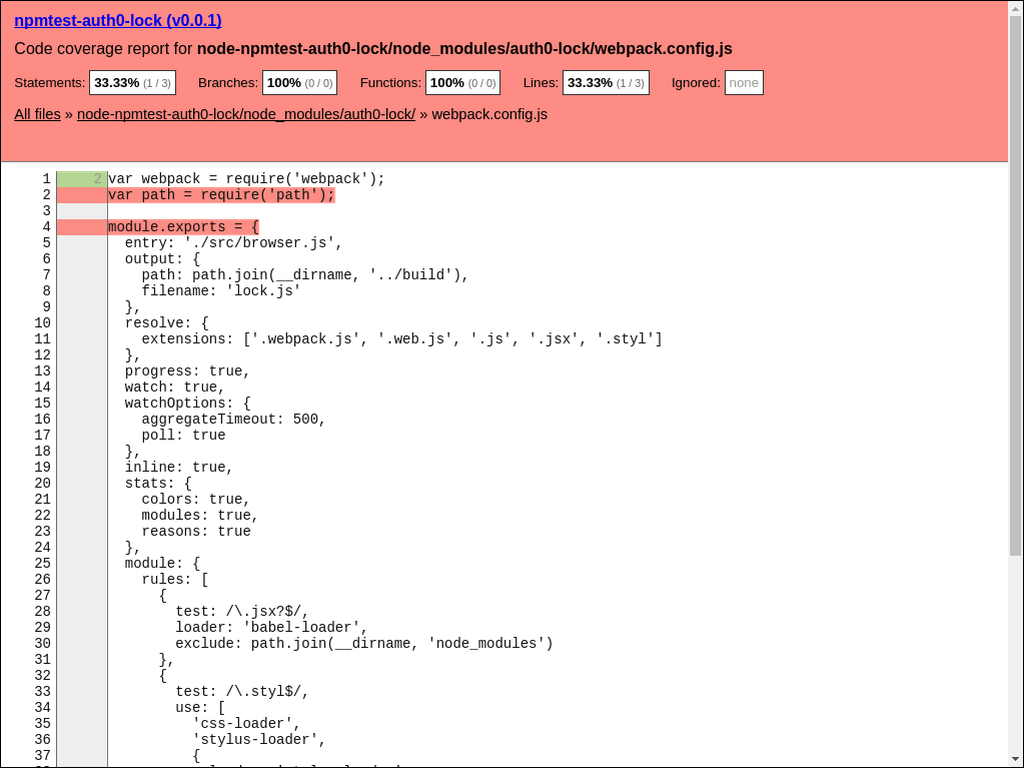 npmtest-auth0-lock (v0.0.1)
Code coverage report for node-npmtest-auth0-lock/node_modules/auth0-lock/webpack.config.js
Statements: 33.33% (1 / 3) Branches: 100% (0 / 0) Functions: 100% (0 / 0) Lines: 33.33% (1 / 3) Ignored: none
All files » node-npmtest-auth0-lock/node_modules/auth0-lock/ » webpack.config.js
1 2 var webpack = require('webpack');
2 var path = require('path');
3
4 module.exports = {
5   entry: './src/browser.js',
6   output: {
7     path: path.join(__dirname, '../build'),
8     filename: 'lock.js'
9   },
10   resolve: {
11     extensions: ['.webpack.js', '.web.js', '.js', '.jsx', '.styl']
12   },
13   progress: true,
14   watch: true,
15   watchOptions: {
16     aggregateTimeout: 500,
17     poll: true
18   },
19   inline: true,
20   stats: {
21     colors: true,
22     modules: true,
23     reasons: true
24   },
25   module: {
26     rules: [
27       {
28         test: /\.jsx?$/,
29         loader: 'babel-loader',
30         exclude: path.join(__dirname, 'node_modules')
31       },
32       {
33         test: /\.styl$/,
34         use: [
35           'css-loader',
36           'stylus-loader',
37           {